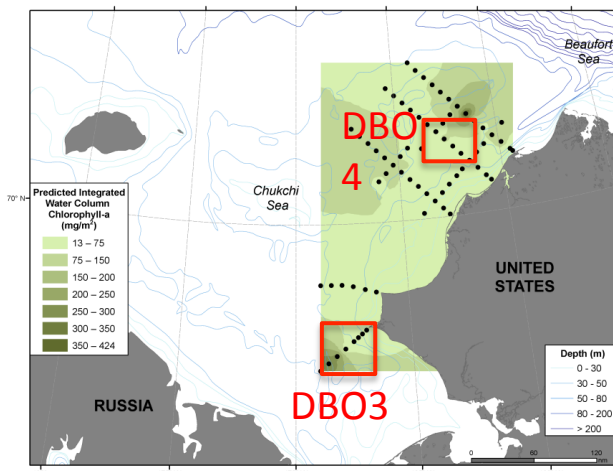 Beaufort
Sea
DBO
4
70° N
Chukchi
Sea
Predicted Integrated
Water Column
Chlorophyll-a
(mg/m²)
13 – 75
75 – 150
150 – 200
200 – 250
250 – 300
300 – 350
350 – 424
UNITED
STATES
RUSSIA
DBO3
Depth (m)
0 - 30
30 - 50
50 - 80
80 - 200
> 200
0
60
120
nm